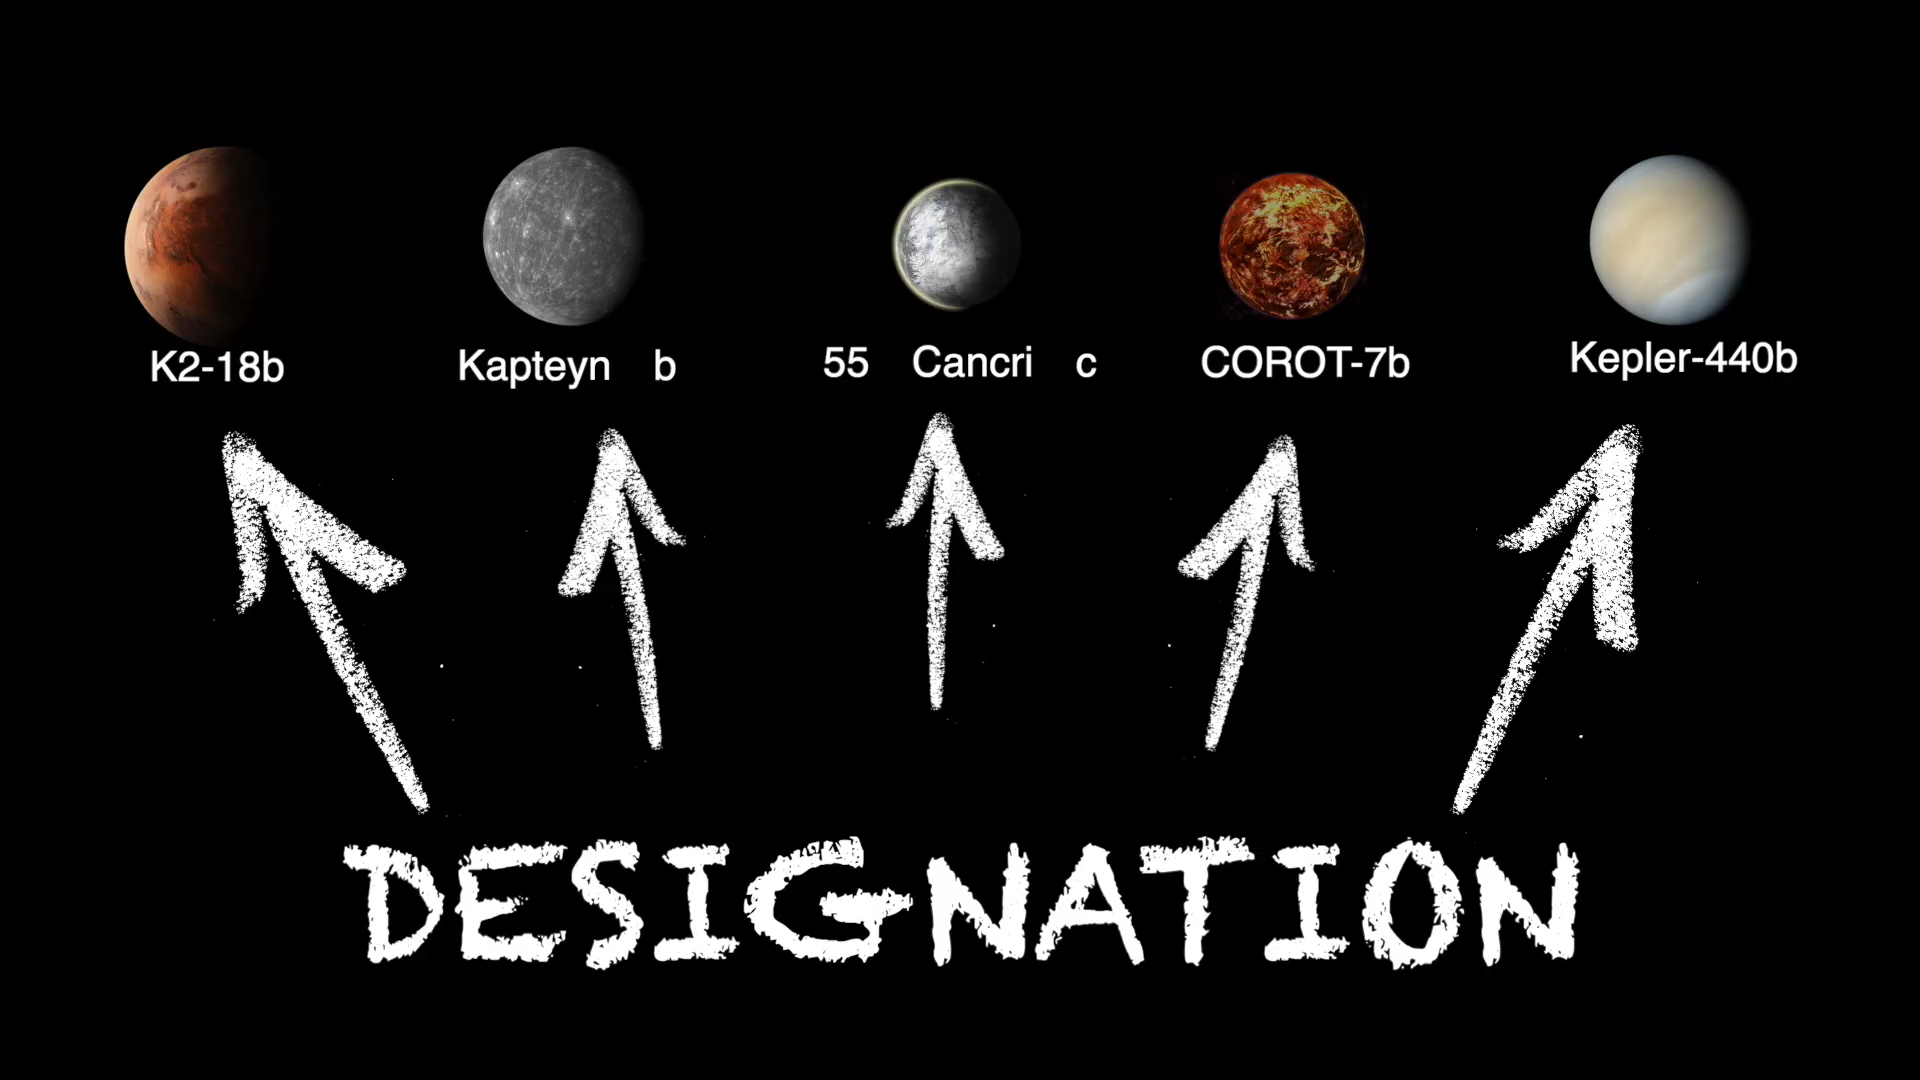 K2-18b
Kapteyn b
55 Cancri c
COROT-7b
Kepler-440b
DESIGNATION